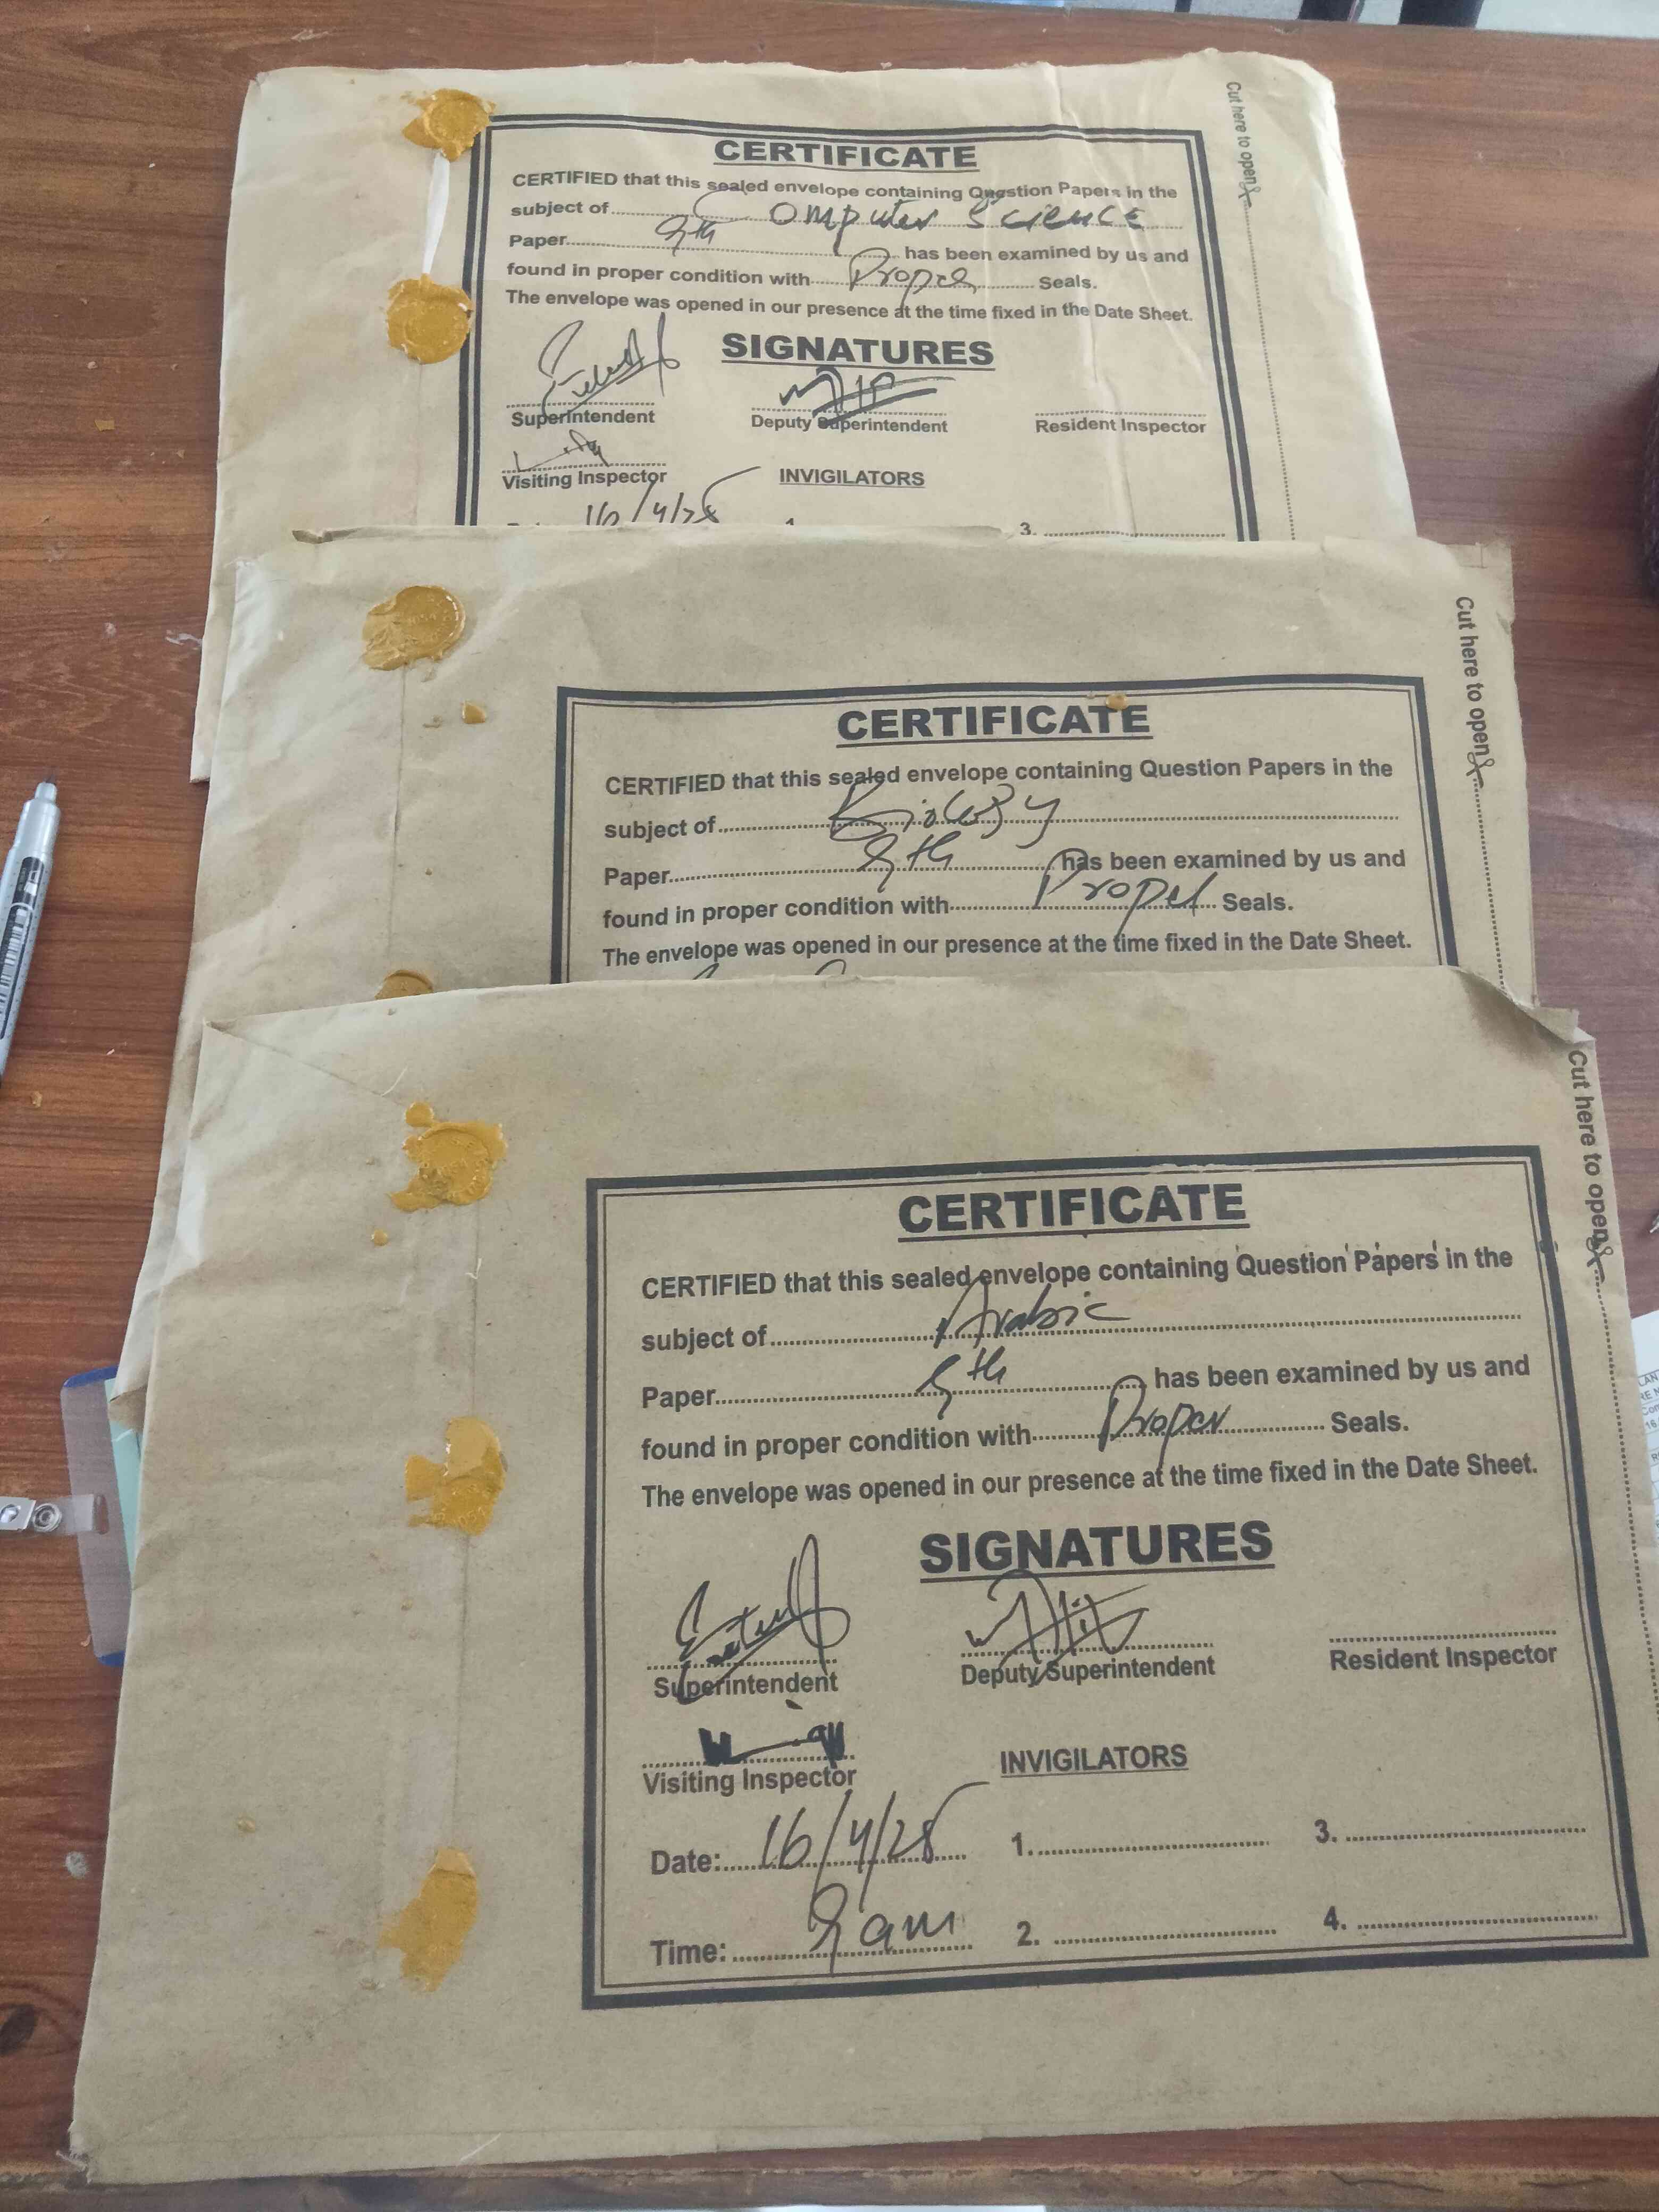 Cut here to open
CERTIFICATE
CERTIFIED that this sealed envelope containing Question Papers in the
subject of Computer Science
Paper 9th has been examined by us and
found in proper condition with Proper Seals.
The envelope was opened in our presence at the time fixed in the Date Sheet.
SIGNATURES
Superintendent Deputy Superintendent Resident Inspector
Visiting Inspector INVIGILATORS
16/4/25 1. 3.
Cut here to open
CERTIFICATE
CERTIFIED that this sealed envelope containing Question Papers in the
subject of Biology
Paper 9th has been examined by us and
found in proper condition with Proper Seals.
The envelope was opened in our presence at the time fixed in the Date Sheet.
Cut here to open
CERTIFICATE
CERTIFIED that this sealed envelope containing Question Papers in the
subject of Arabic
Paper 9th has been examined by us and
found in proper condition with Proper Seals.
The envelope was opened in our presence at the time fixed in the Date Sheet.
SIGNATURES
Superintendent Deputy Superintendent Resident Inspector
Visiting Inspector INVIGILATORS
Date: 16/4/25 1. 3.
Time: 9 am 2. 4.